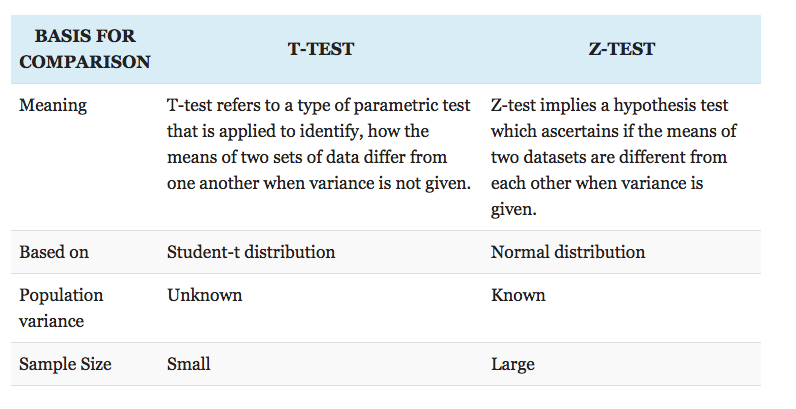 BASIS FOR COMPARISON T-TEST Z-TEST
Meaning
T-test refers to a type of parametric test
that is applied to identify, how the
means of two sets of data differ from
one another when variance is not given.
Z-test implies a hypothesis test
which ascertains if the means of
two datasets are different from
each other when variance is
given.
Based on Student-t distribution Normal distribution
Population variance Unknown Known
Sample Size Small Large